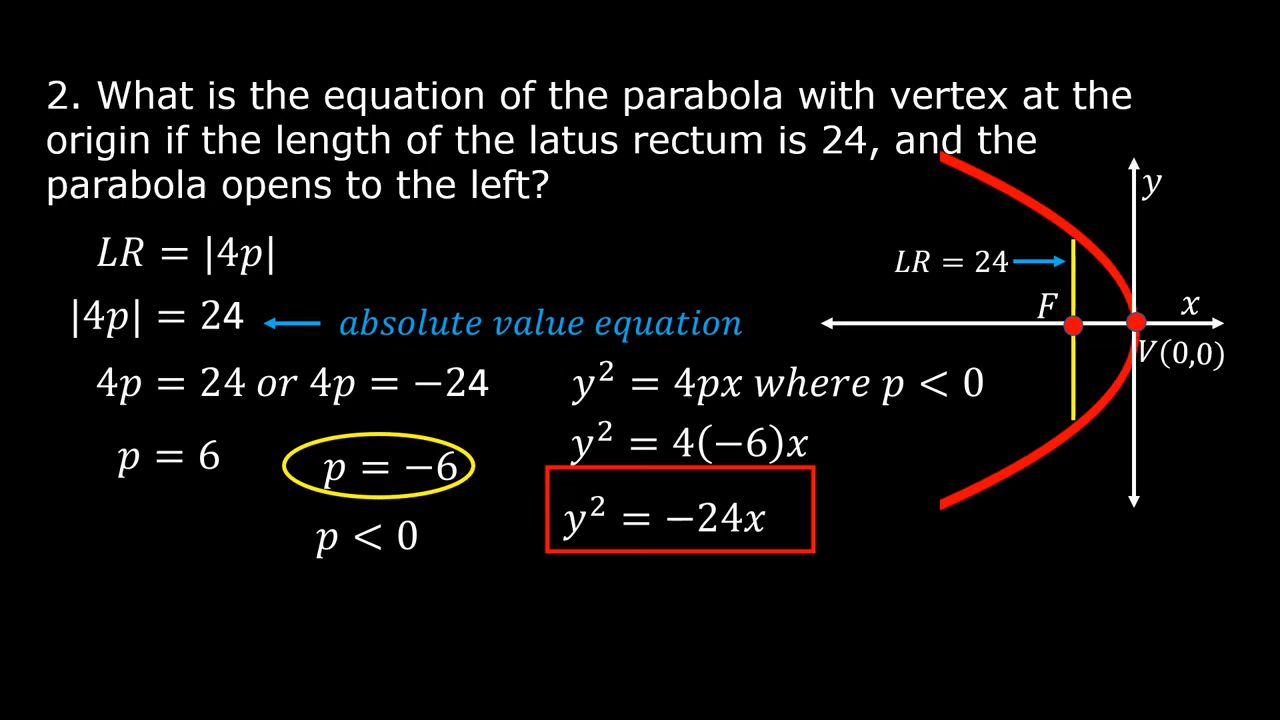 2. What is the equation of the parabola with vertex at the
origin if the length of the latus rectum is 24, and the
parabola opens to the left?
LR = |4p|
|4p| = 24
absolute value equation
4p = 24 or 4p = −24
p = 6
p = −6
p < 0
y² = 4px where p < 0
y² = 4(−6)x
y² = −24x
y
LR = 24
F
x
V(0,0)